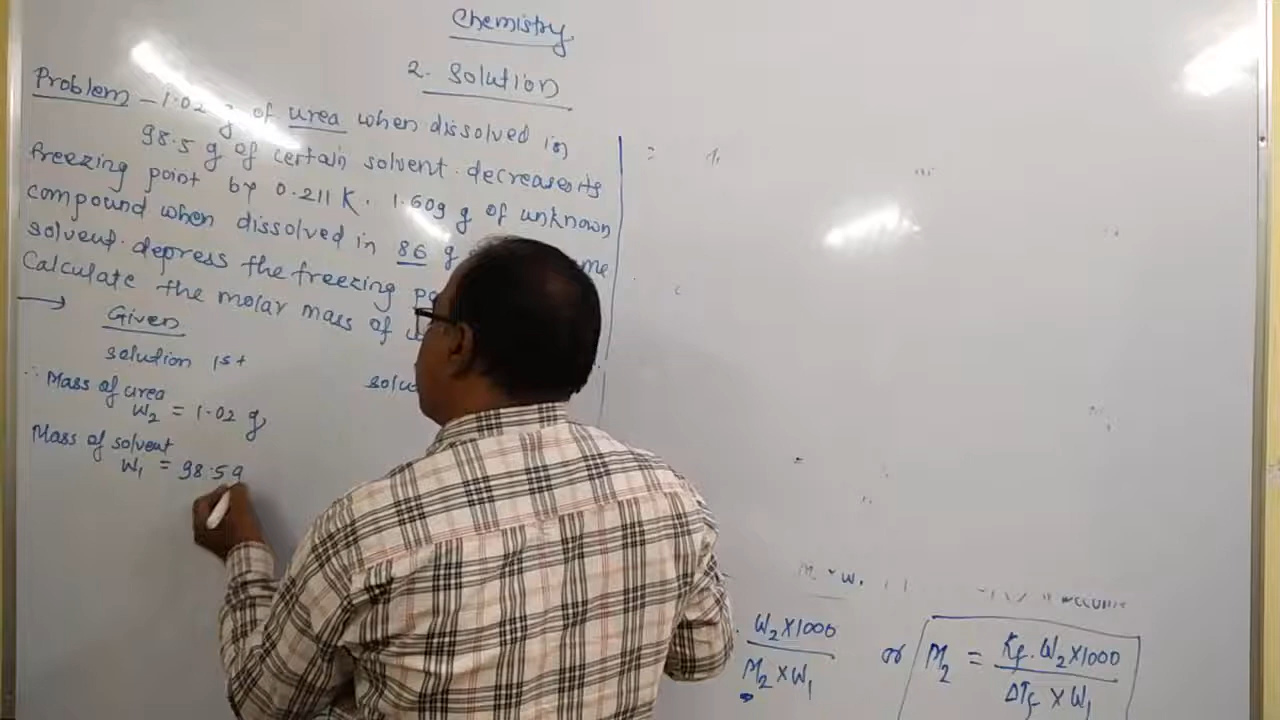 Chemistry
2. Solution
Problem - 1.02 g of urea when dissolved in
98.5 g of certain solvent. decreases its
freezing point by 0.211 K. 1.609 g of unknown
compound when dissolved in 86 g
solvent. depress the freezing
Calculate the molar mass of
Given
solution 1st
∴ Mass of urea
W₂ = 1.02 g,
Mass of solvent
W₁ = 98.5 g
W₂ X 1000
M₂ X W₁
or M₂ = Kf. W₂ X 1000
ΔTf X W₁